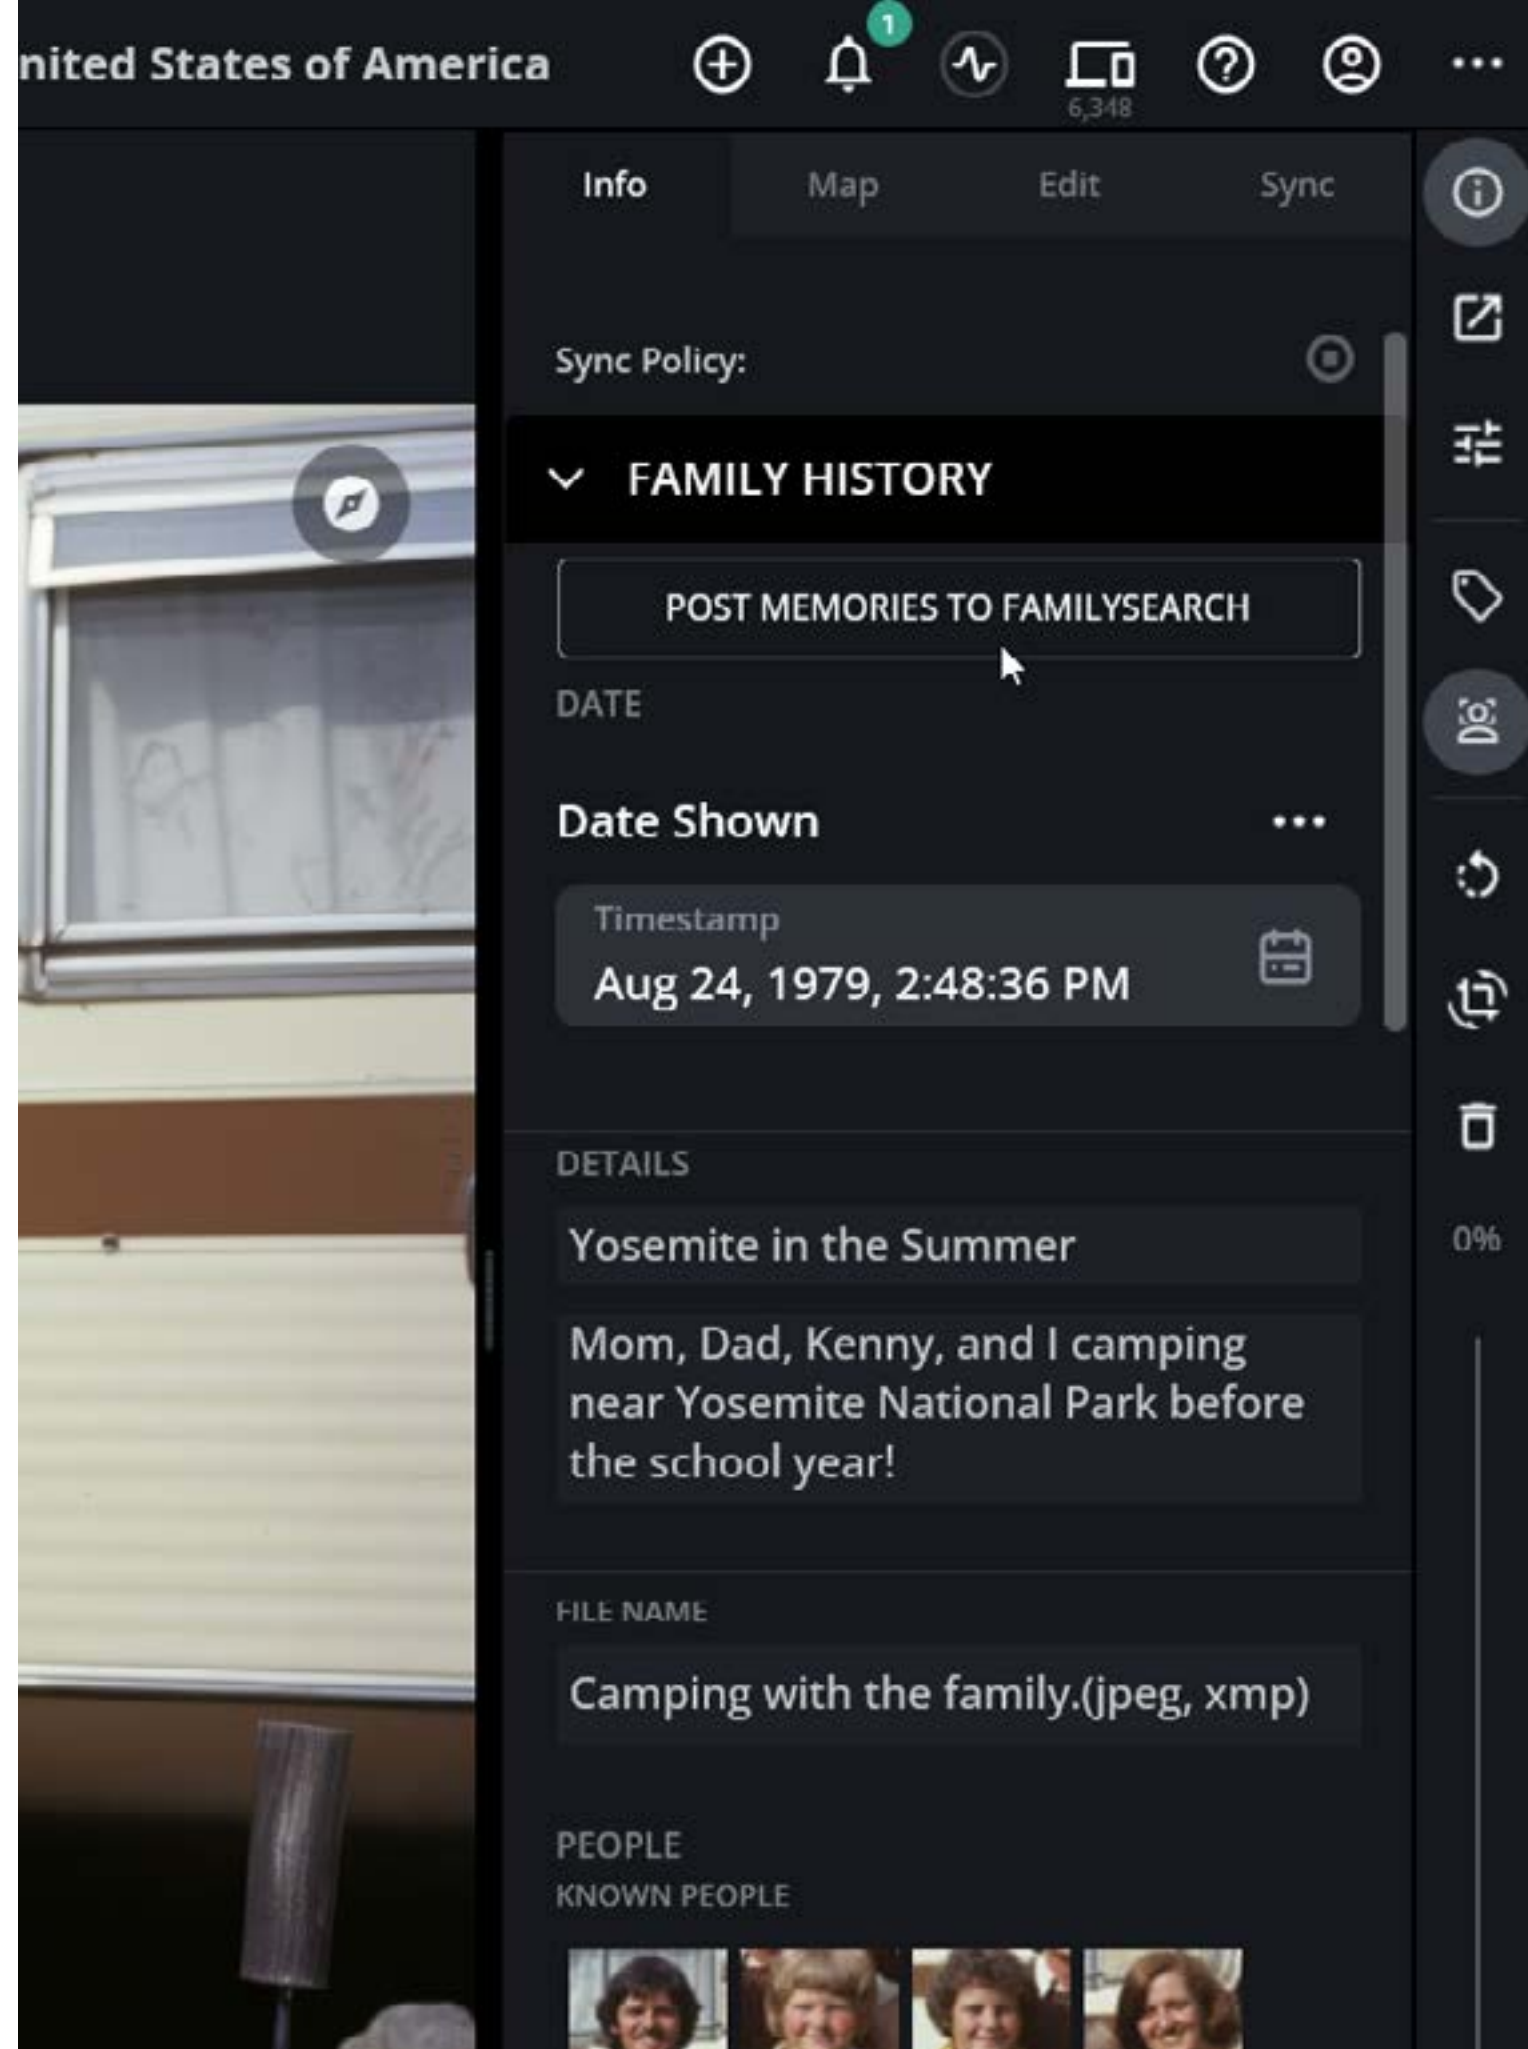 nited States of America
1
6,348
Info
Map
Edit
Sync
Sync Policy:
FAMILY HISTORY
POST MEMORIES TO FAMILYSEARCH
DATE
Date Shown
Timestamp
Aug 24, 1979, 2:48:36 PM
DETAILS
Yosemite in the Summer
Mom, Dad, Kenny, and I camping
near Yosemite National Park before
the school year!
0%
FILE NAME
Camping with the family.(jpeg, xmp)
PEOPLE
KNOWN PEOPLE